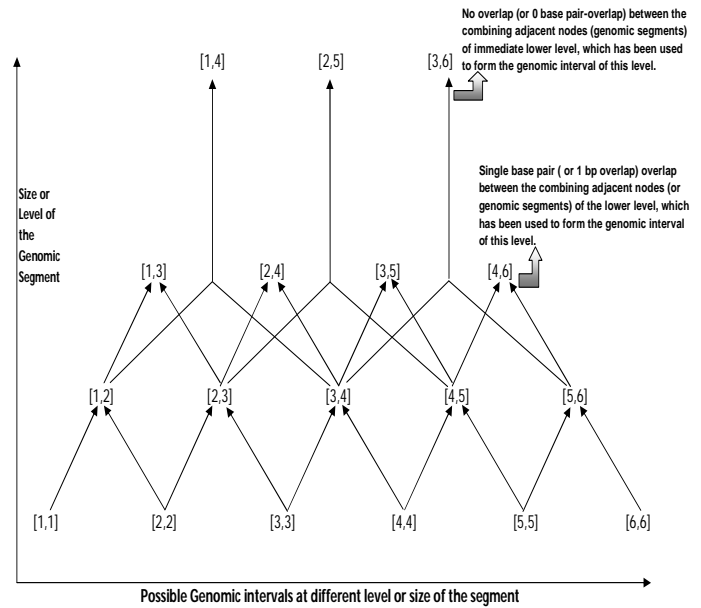 No overlap (or 0 base pair-overlap) between the
combining adjacent nodes (genomic segments)
of immediate lower level, which has been used
to form the genomic interval of this level.
[1,4] [2,5] [3,6]
Single base pair ( or 1 bp overlap) overlap
between the combining adjacent nodes (or
genomic segments) of the lower level, which
has been used to form the genomic interval
of this level.
Size or
Level of
the
Genomic
Segment
[1,3] [2,4] [3,5] [4,6]
[1,2] [2,3] [3,4] [4,5] [5,6]
[1,1] [2,2] [3,3] [4,4] [5,5] [6,6]
Possible Genomic intervals at different level or size of the segment